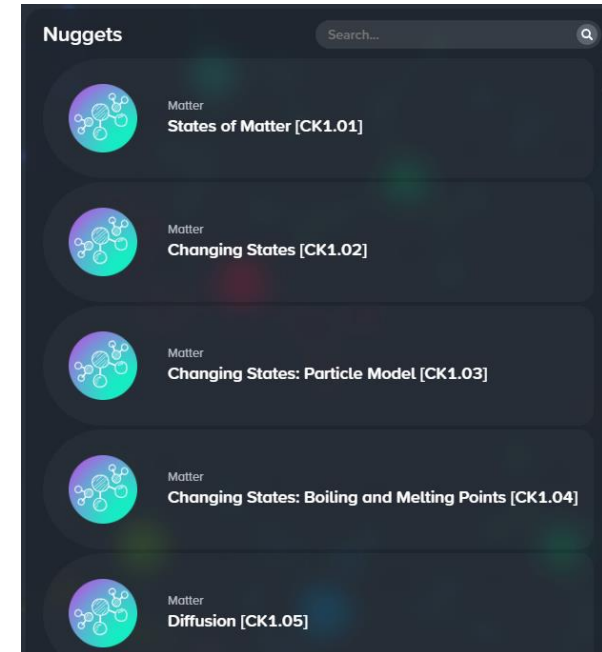 Nuggets
Search...
Matter
States of Matter [CK1.01]
Matter
Changing States [CK1.02]
Matter
Changing States: Particle Model [CK1.03]
Matter
Changing States: Boiling and Melting Points [CK1.04]
Matter
Diffusion [CK1.05]